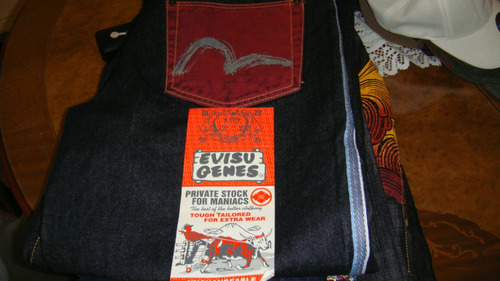 EVISU
GENES
PRIVATE STOCK
FOR MANIACS
The best of the better clothing
TOUGH TAILORED
FOR EXTRA WEAR